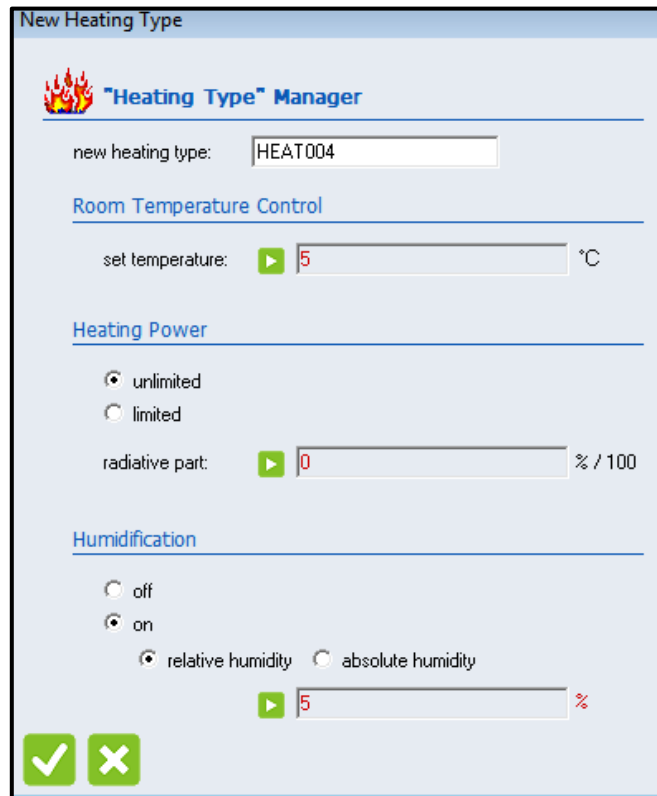 New Heating Type
"Heating Type" Manager
new heating type: HEAT004
Room Temperature Control
set temperature: 5 °C
Heating Power
unlimited
limited
radiative part: 0 % / 100
Humidification
off
on
relative humidity absolute humidity
5 %